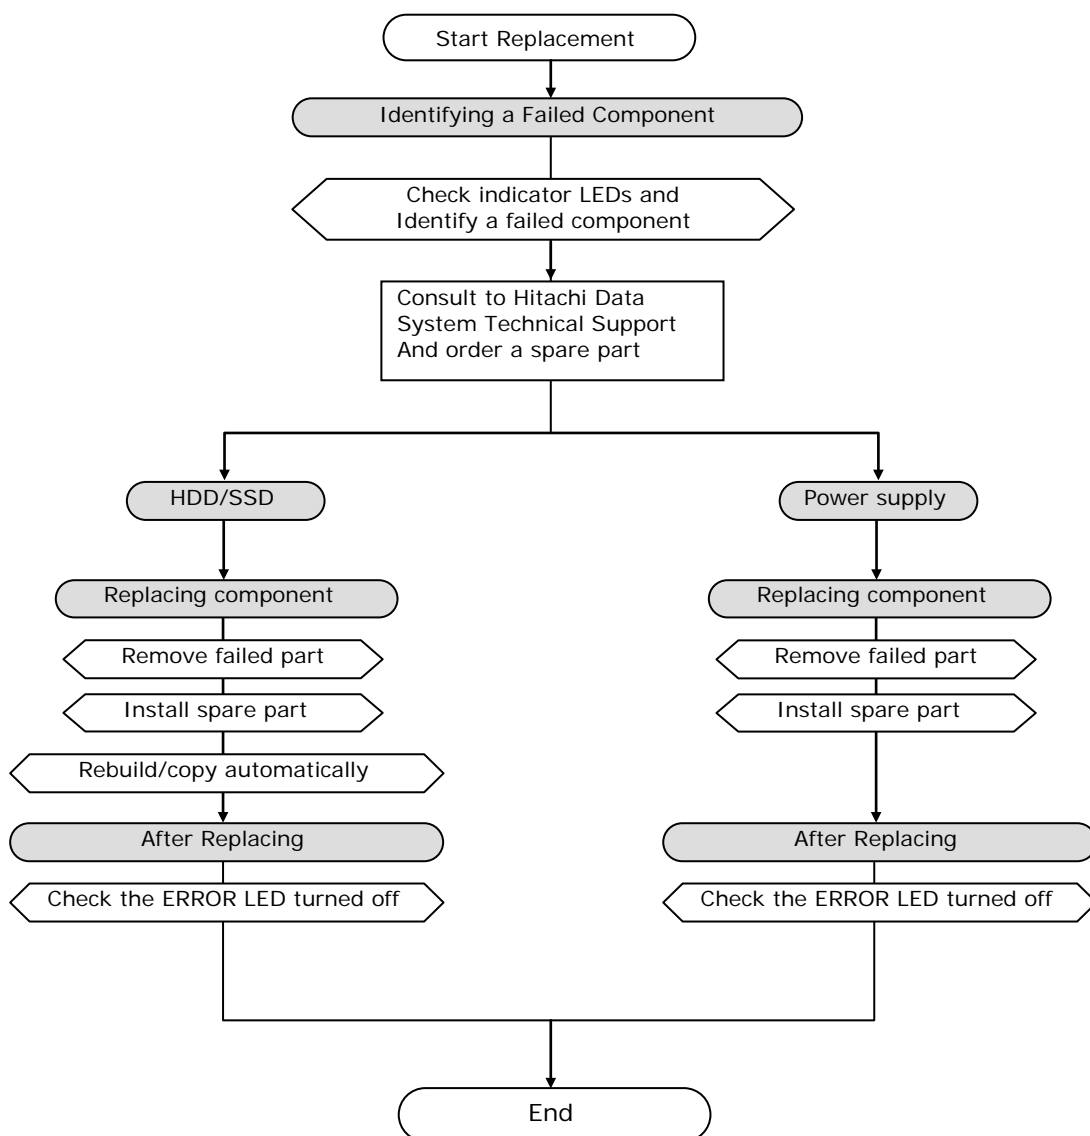 Start Replacement
Identifying a Failed Component
Check indicator LEDs and
Identify a failed component
Consult to Hitachi Data
System Technical Support
And order a spare part
HDD/SSD
Replacing component
Remove failed part
Install spare part
Rebuild/copy automatically
After Replacing
Check the ERROR LED turned off
Power supply
Replacing component
Remove failed part
Install spare part
After Replacing
Check the ERROR LED turned off
End